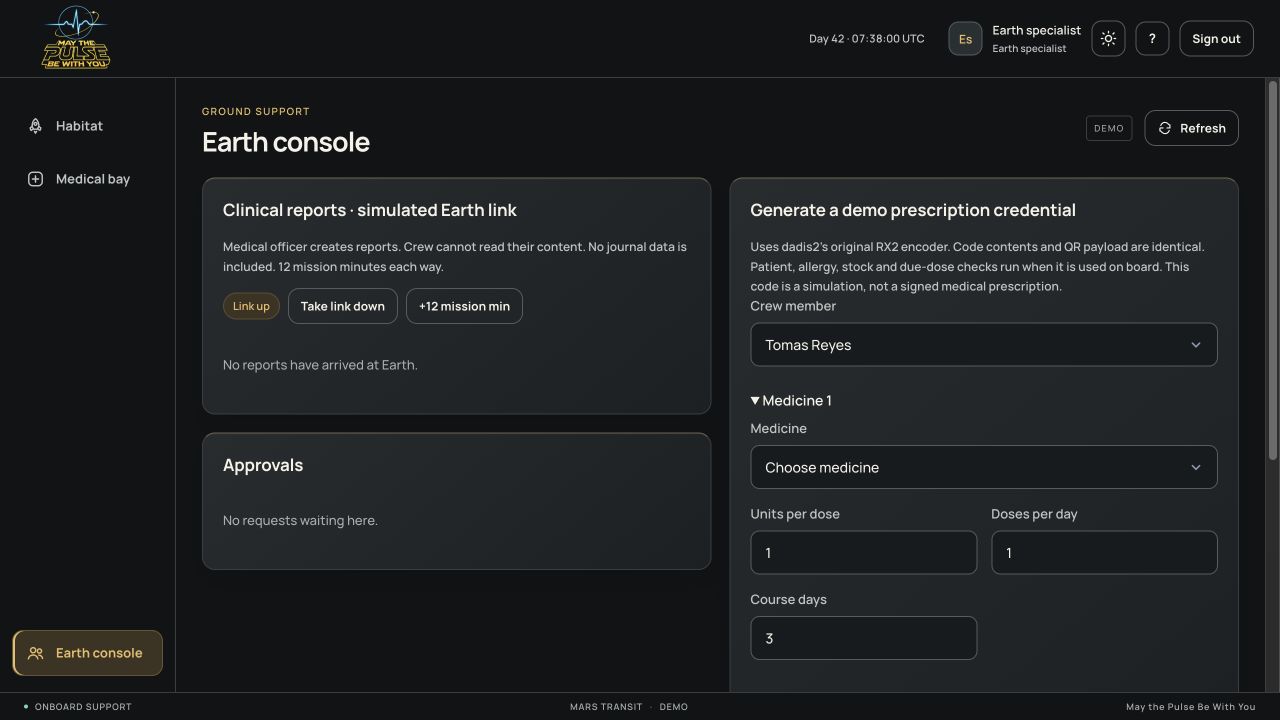 MAY THE
PULSE
BE WITH YOU
Day 42 · 07:38:00 UTC
Es
Earth specialist
Earth specialist
?
Sign out
Habitat
Medical bay
Earth console
GROUND SUPPORT
Earth console
DEMO
Refresh
Clinical reports · simulated Earth link
Medical officer creates reports. Crew cannot read their content. No journal data is
included. 12 mission minutes each way.
Link up
Take link down
+12 mission min
No reports have arrived at Earth.
Approvals
No requests waiting here.
Generate a demo prescription credential
Uses dadis2's original RX2 encoder. Code contents and QR payload are identical.
Patient, allergy, stock and due-dose checks run when it is used on board. This
code is a simulation, not a signed medical prescription.
Crew member
Tomas Reyes
Medicine 1
Medicine
Choose medicine
Units per dose
Doses per day
1
1
Course days
3
ONBOARD SUPPORT
MARS TRANSIT · DEMO
May the Pulse Be With You